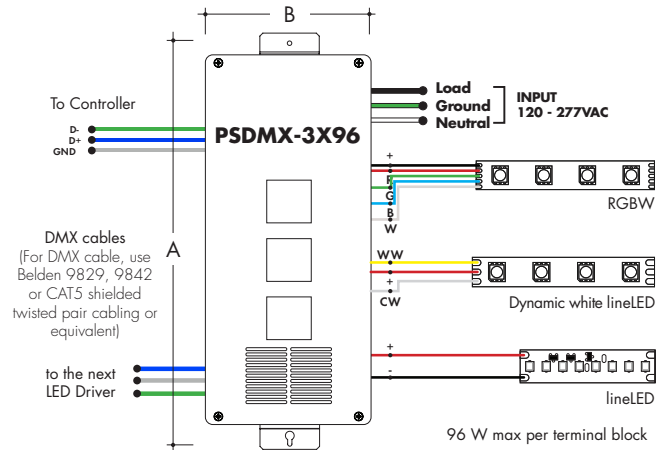 B
To Controller
D-
D+
GND
PSDMX-3X96
Load
Ground
Neutral
INPUT
120 - 277VAC
+
R
G
B
W
RGBW
A
DMX cables
(For DMX cable, use
Belden 9829, 9842
or CAT5 shielded
twisted pair cabling or
equivalent)
WW
+
CW
Dynamic white lineLED
to the next
LED Driver
+
-
lineLED
96 W max per terminal block